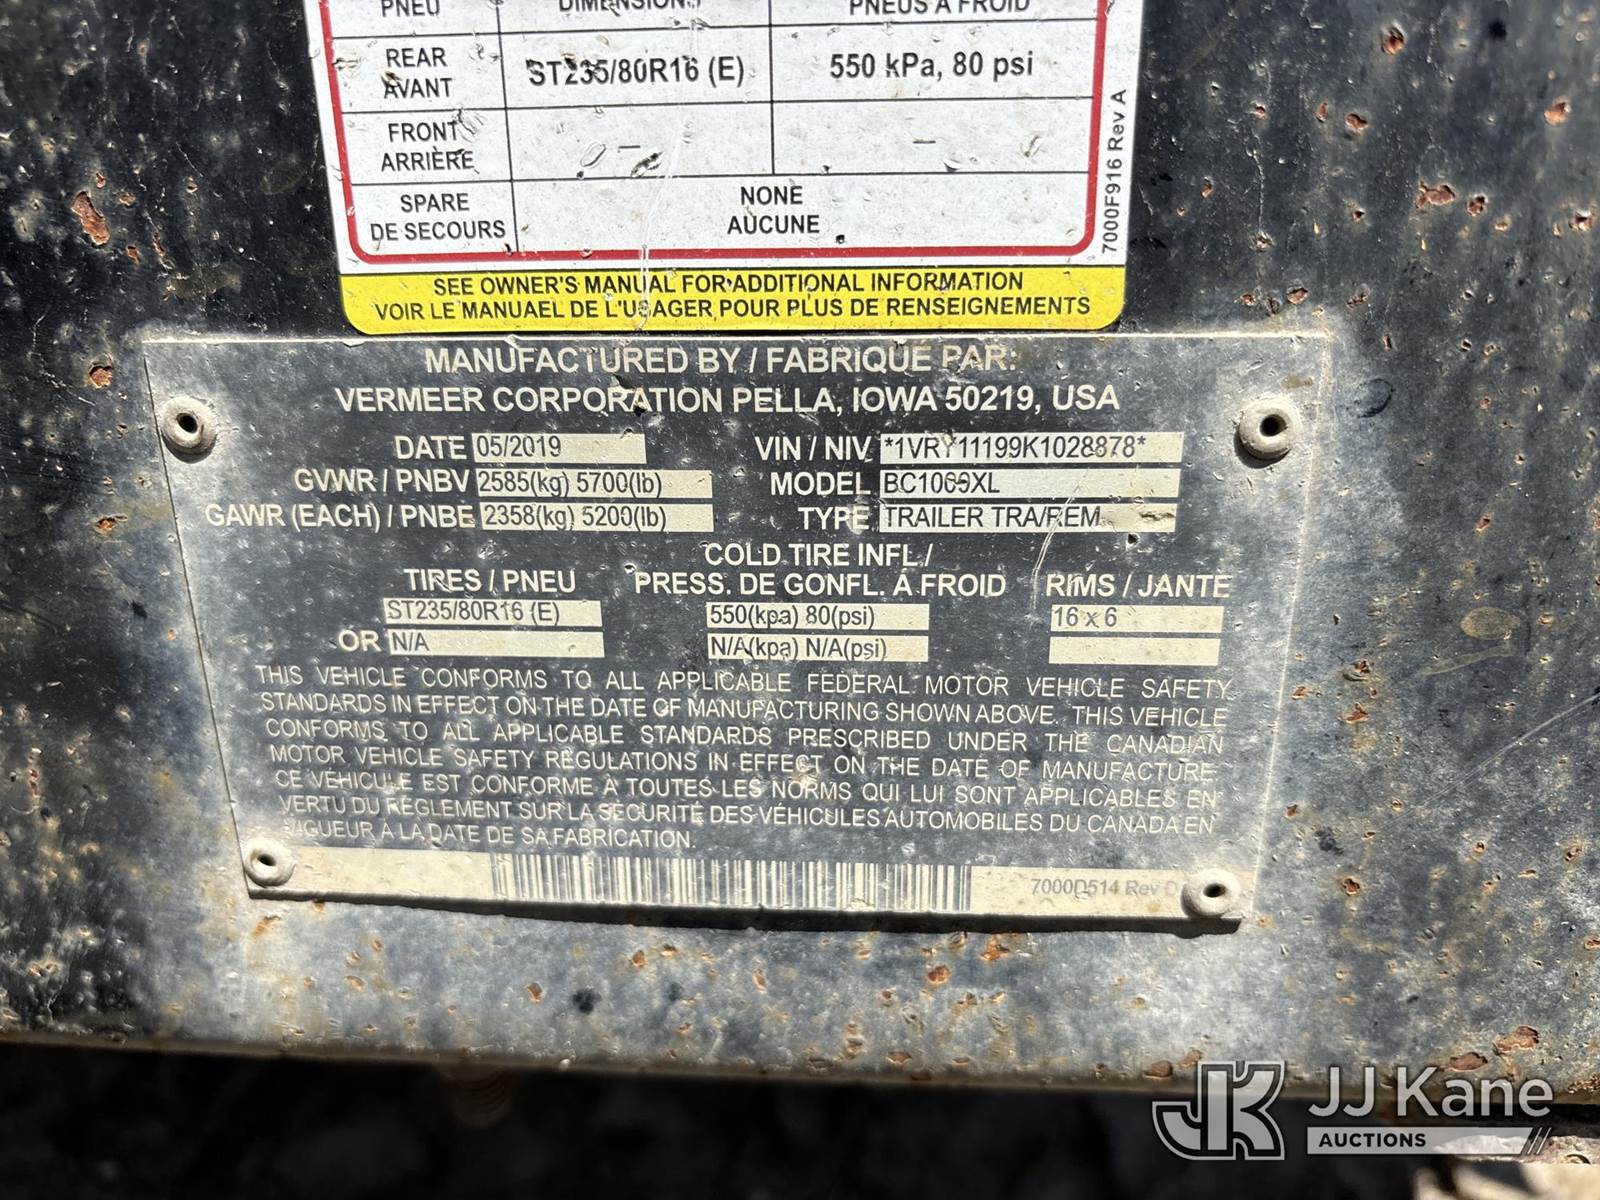 PNEU DIMENSIONS PNEUS À FROID
REAR
AVANT
ST235/80R16 (E) 550 kPa, 80 psi
FRONT
ARRIÈRE
– –
SPARE
DE SECOURS
NONE
AUCUNE
7000F916 Rev A
SEE OWNER'S MANUAL FOR ADDITIONAL INFORMATION
VOIR LE MANUAEL DE L'USAGER POUR PLUS DE RENSEIGNEMENTS
MANUFACTURED BY / FABRIQUÉ PAR:
VERMEER CORPORATION PELLA, IOWA 50219, USA
DATE 05/2019 VIN / NIV *1VRY11199K1028878*
GVWR / PNBV 2585(kg) 5700(lb) MODEL BC1000XL
GAWR (EACH) / PNBE 2358(kg) 5200(lb) TYPE TRAILER TRA/REM
COLD TIRE INFL /
TIRES / PNEU PRESS. DE GONFL. À FROID RIMS / JANTE
ST235/80R16 (E) 550(kpa) 80(psi) 16 x 6
OR N/A N/A(kpa) N/A(psi)
THIS VEHICLE CONFORMS TO ALL APPLICABLE FEDERAL MOTOR VEHICLE SAFETY
STANDARDS IN EFFECT ON THE DATE OF MANUFACTURING SHOWN ABOVE. THIS VEHICLE
CONFORMS TO ALL APPLICABLE STANDARDS PRESCRIBED UNDER THE CANADIAN
MOTOR VEHICLE SAFETY REGULATIONS IN EFFECT ON THE DATE OF MANUFACTURE.
CE VÉHICULE EST CONFORME À TOUTES LES NORMS QUI LUI SONT APPLICABLES EN
VERTU DU RÈGLEMENT SUR LA SÉCURITÉ DES VÉHICULES AUTOMOBILES DU CANADA EN
VIGUEUR À LA DATE DE SA FABRICATION.
7000D514 Rev D
JK JJ Kane
AUCTIONS